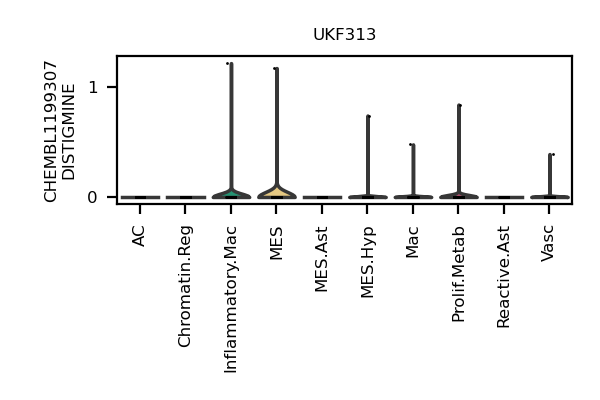 UKF313
CHEMBL1199307
DISTIGMINE
1
0
AC
Chromatin.Reg
Inflammatory.Mac
MES
MES.Ast
MES.Hyp
Mac
Prolif.Metab
Reactive.Ast
Vasc